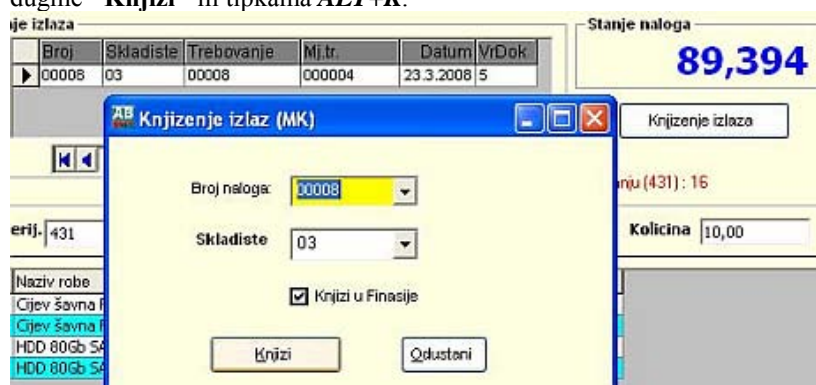 dugme "Knjizi" ili tipkama ALT+K.
je izlaza
Stanje naloga
Broj Skladiste Trebovanje Mj.tr. Datum VrDok
00008 03 00008 000004 23.3.2008 5
89,394
Knjizenje izlaz (MK)
Knjizenje izlaza
Broj naloga: 00008
nju (431) : 16
erij. 431
Skladiste 03
Kolicina 10,00
Naziv robe
Knjizi u Finasije
Cijev šavna
Cijev šavna
HDD 80Gb SA
HDD 80Gb SA
Knjizi
Odustani